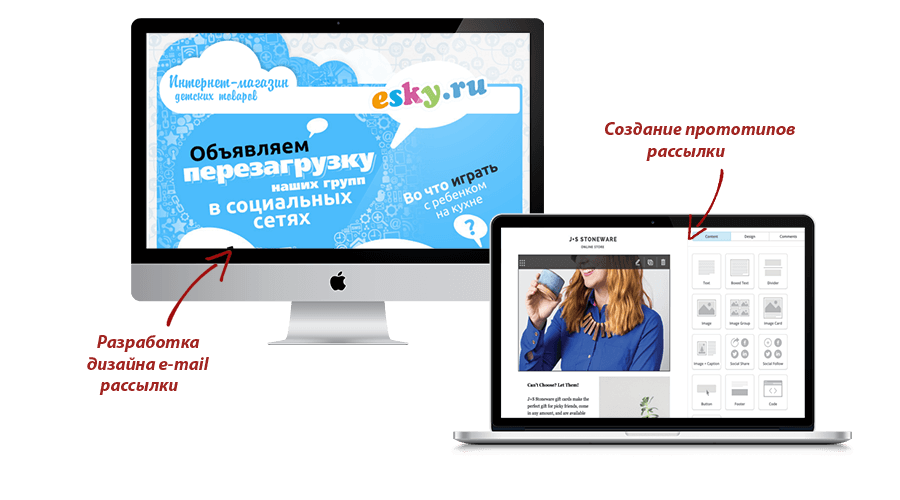 Интернет-магазин
детских товаров
esky.ru
Объявляем
перезагрузку
наших групп
в социальных
сетях
Во что играть
с ребенком
на кухне
?
Создание прототипов
рассылки
Разработка
дизайна e-mail
рассылки
J+S STONEWARE
ONLINE STORE
Content
Design
Comments
Text
Boxed Text
Divider
Image
Image Group
Image Card
Image + Caption
Social Share
Social Follow
Button
Footer
Code
Can't Choose? Let Them!
J+S Stoneware gift cards make the
perfect gift for picky friends, come
in any amount, and are available